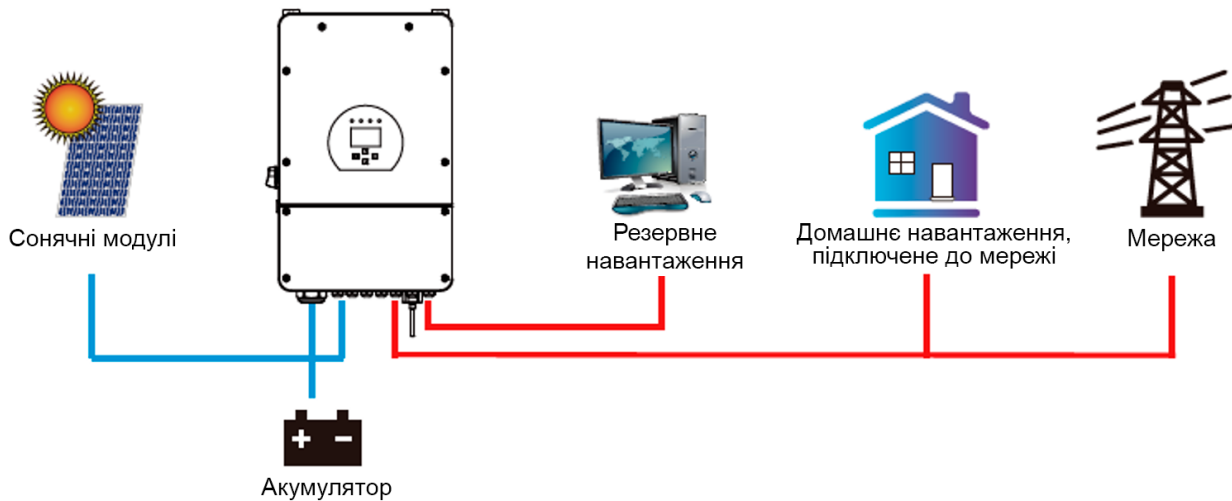 Сонячні модулі
Резервне
навантаження
Домашнє навантаження,
підключене до мережі
Мережа
Акумулятор